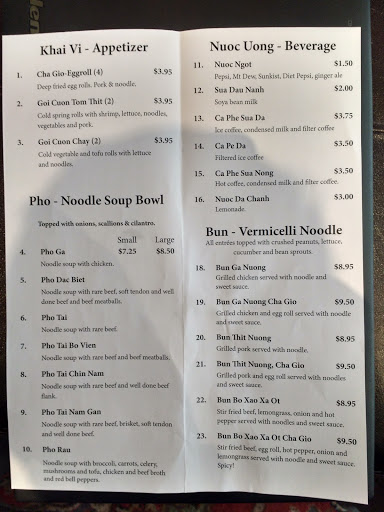 Khai Vi - Appetizer
1. Cha Gio-Eggroll (4) $3.95
Deep fried egg rolls. Pork & noodle.
2. Goi Cuon Tom Thit (2) $3.95
Cold spring rolls with shrimp, lettuce, noodles,
vegetables and pork.
3. Goi Cuon Chay (2) $3.95
Cold vegetable and tofu rolls with lettuce
and noodles.
Pho - Noodle Soup Bowl
Topped with onions, scallions & cilantro.
Small Large
4. Pho Ga $7.25 $8.50
Noodle soup with chicken.
5. Pho Dac Biet
Noodle soup with rare beef, soft tendon and well
done beef and beef meatballs.
6. Pho Tai
Noodle soup with rare beef.
7. Pho Tai Bo Vien
Noodle soup with rare beef and beef meatballs.
8. Pho Tai Chin Nam
Noodle soup with rare beef and well done beef
flank.
9. Pho Tai Nam Gan
Noodle soup with rare beef, brisket, soft tendon
and well done beef.
10. Pho Rau
Noodle soup with broccoli, carrots, celery,
mushrooms and tofu, chicken and beef broth
and red bell peppers.
Nuoc Uong - Beverage
11. Nuoc Ngot $1.50
Pepsi, Mt Dew, Sunkist, Diet Pepsi, ginger ale
12. Sua Dau Nanh $2.00
Soya bean milk
13. Ca Phe Sua Da $3.75
Ice coffee, condensed milk and filter coffee
14. Ca Pe Da $3.50
Filtered ice coffee
15. Ca Phe Sua Nong $3.50
Hot coffee, condensed milk and filter coffee.
16. Nuoc Da Chanh $3.00
Lemonade.
Bun - Vermicelli Noodle
All entrées topped with crushed peanuts, lettuce,
cucumber and bean sprouts.
18. Bun Ga Nuong $8.95
Grilled chicken served with noodle and
sweet sauce.
19. Bun Ga Nuong Cha Gio $9.50
Grilled chicken and egg roll served with noodle
and sweet sauce.
20. Bun Thit Nuong $8.95
Grilled pork served with noodle.
21. Bun Thit Nuong, Cha Gio $9.50
Grilled pork and egg roll served with noodles
and sweet sauce.
22. Bun Bo Xao Xa Ot $8.95
Stir fried beef, lemongrass, onion and hot
pepper served with noodles and sweet sauce.
23. Bun Bo Xao Xa Ot Cha Gio $9.50
Stir fried beef, egg roll, hot pepper, onion and
lemongrass served with noodle and sweet sauce.
Spicy!